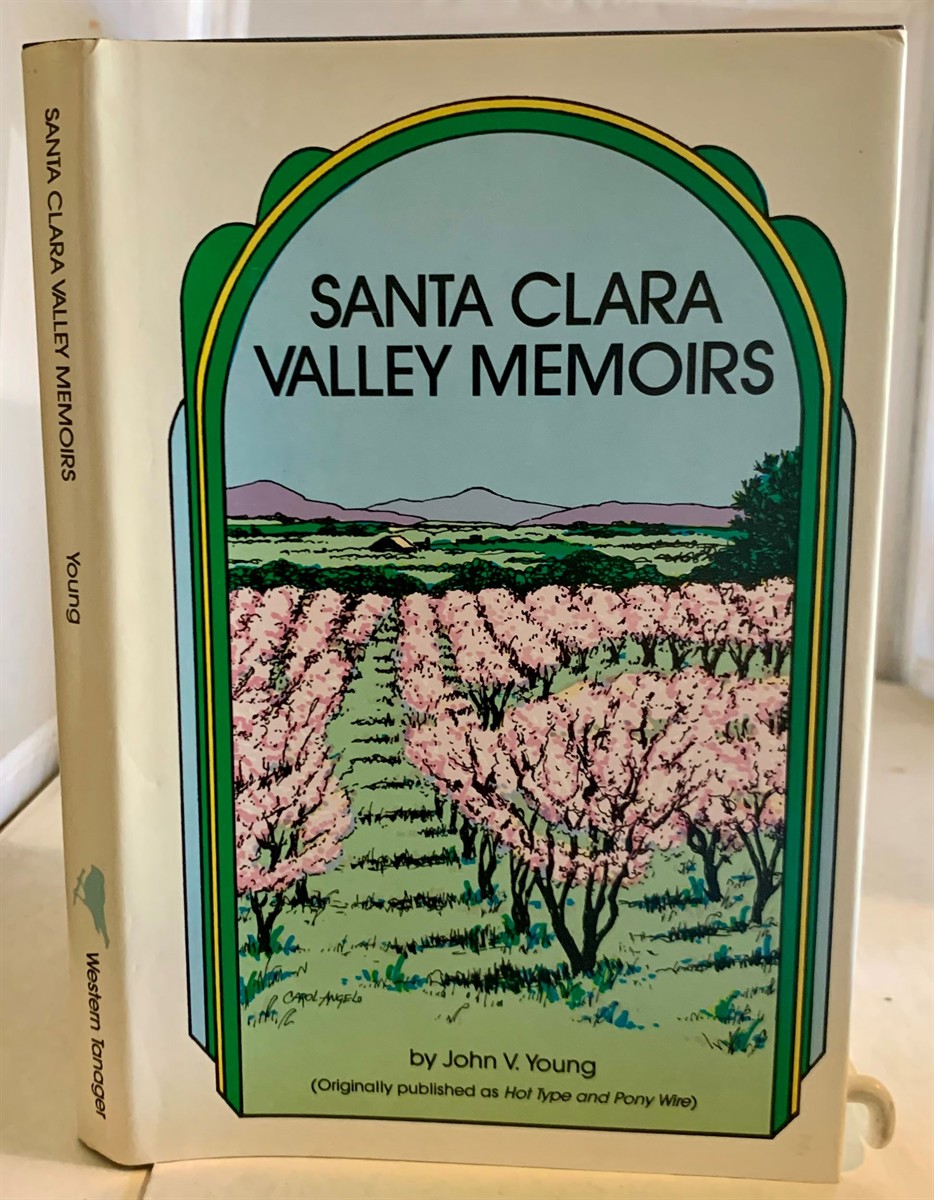 SANTA CLARA VALLEY MEMOIRS Young Western Tanager
SANTA CLARA
VALLEY MEMOIRS
CAROL ANGELO
by John V. Young
(Originally published as Hot Type and Pony Wire)